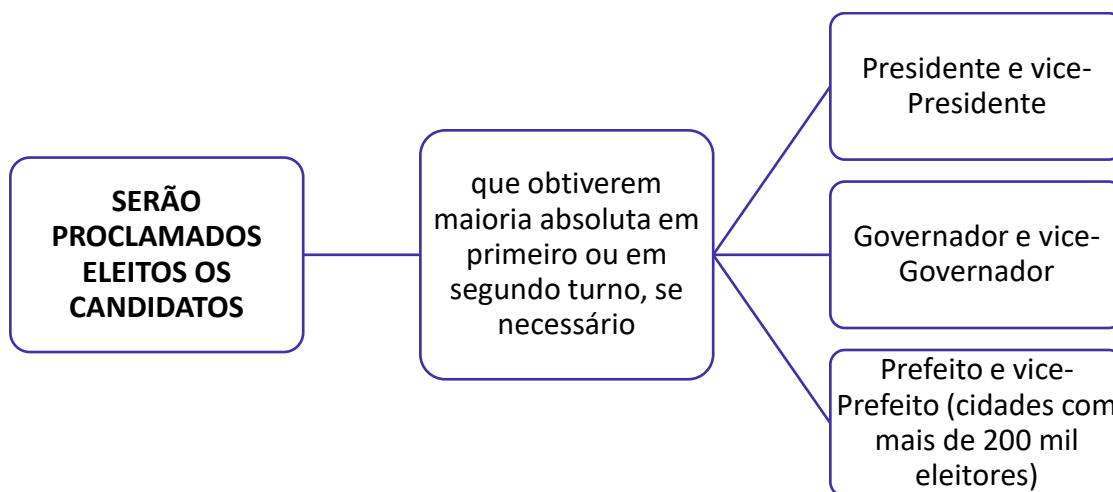 SERÃO
PROCLAMADOS
ELEITOS OS
CANDIDATOS
que obtiverem
maioria absoluta em
primeiro ou em
segundo turno, se
necessário
Presidente e vice-
Presidente
Governador e vice-
Governador
Prefeito e vice-
Prefeito (cidades com
mais de 200 mil
eleitores)